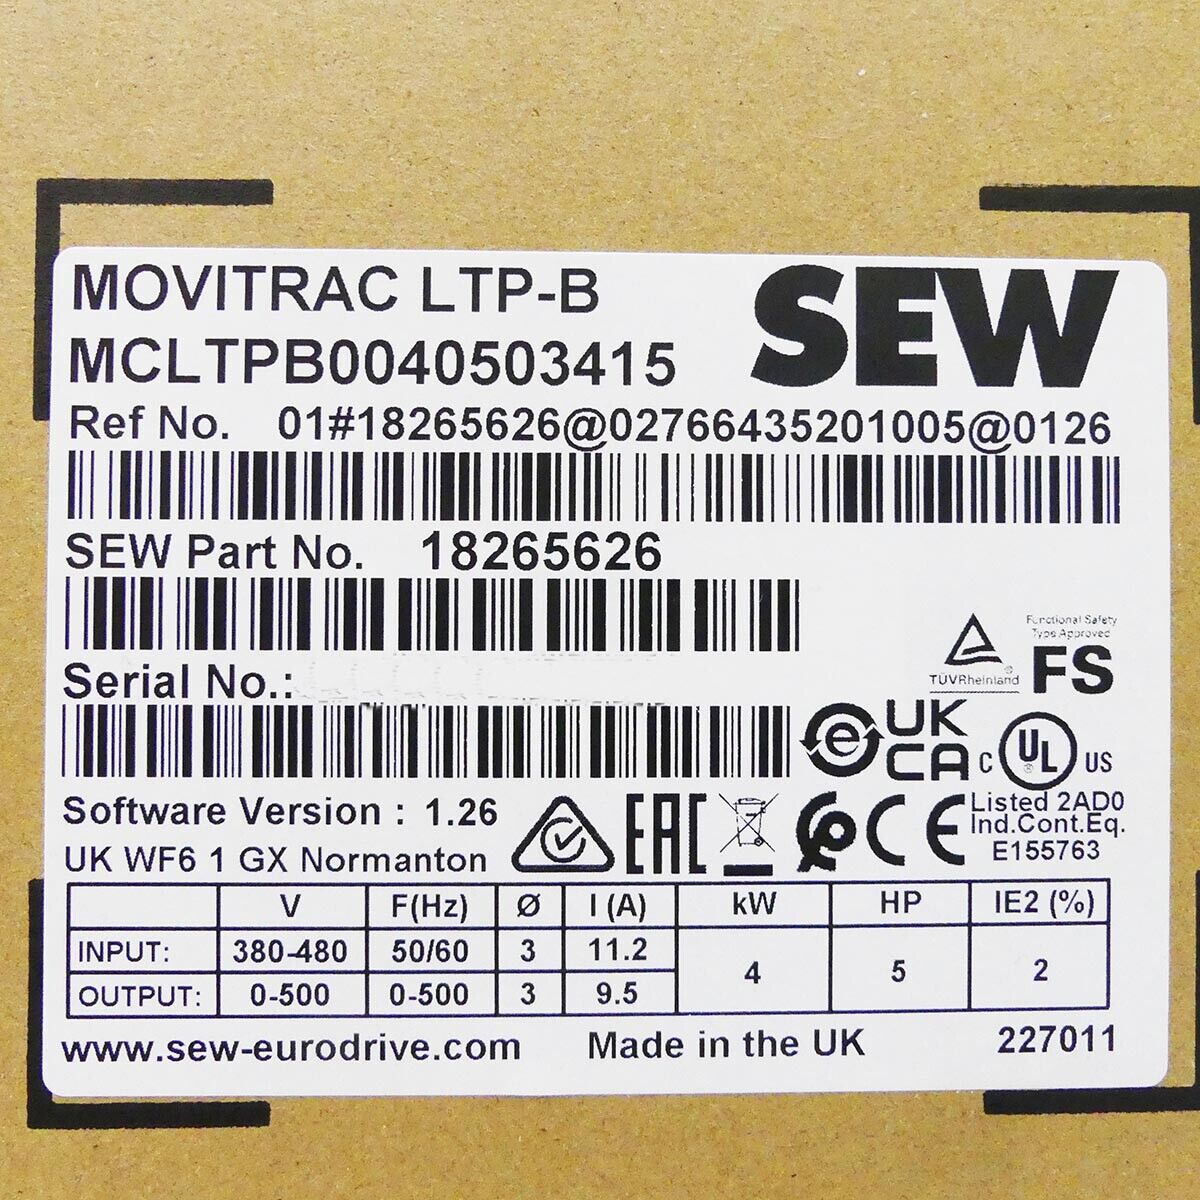 MOVITRAC LTP-B
SEW
MCLTPB0040503415
Ref No. 01#18265626@02766435201005@0126
SEW Part No. 18265626
Functional Safety
Type Approved
TÜVRheinland
FS
Serial No.:
UK
CA
C UL US
Software Version : 1.26
EAC
CE
Listed 2AD0
Ind.Cont.Eq.
E155763
UK WF6 1 GX Normanton
V F(Hz) Ø I (A) kW HP IE2 (%)
INPUT: 380-480 50/60 3 11.2 4 5 2
OUTPUT: 0-500 0-500 3 9.5
www.sew-eurodrive.com Made in the UK 227011